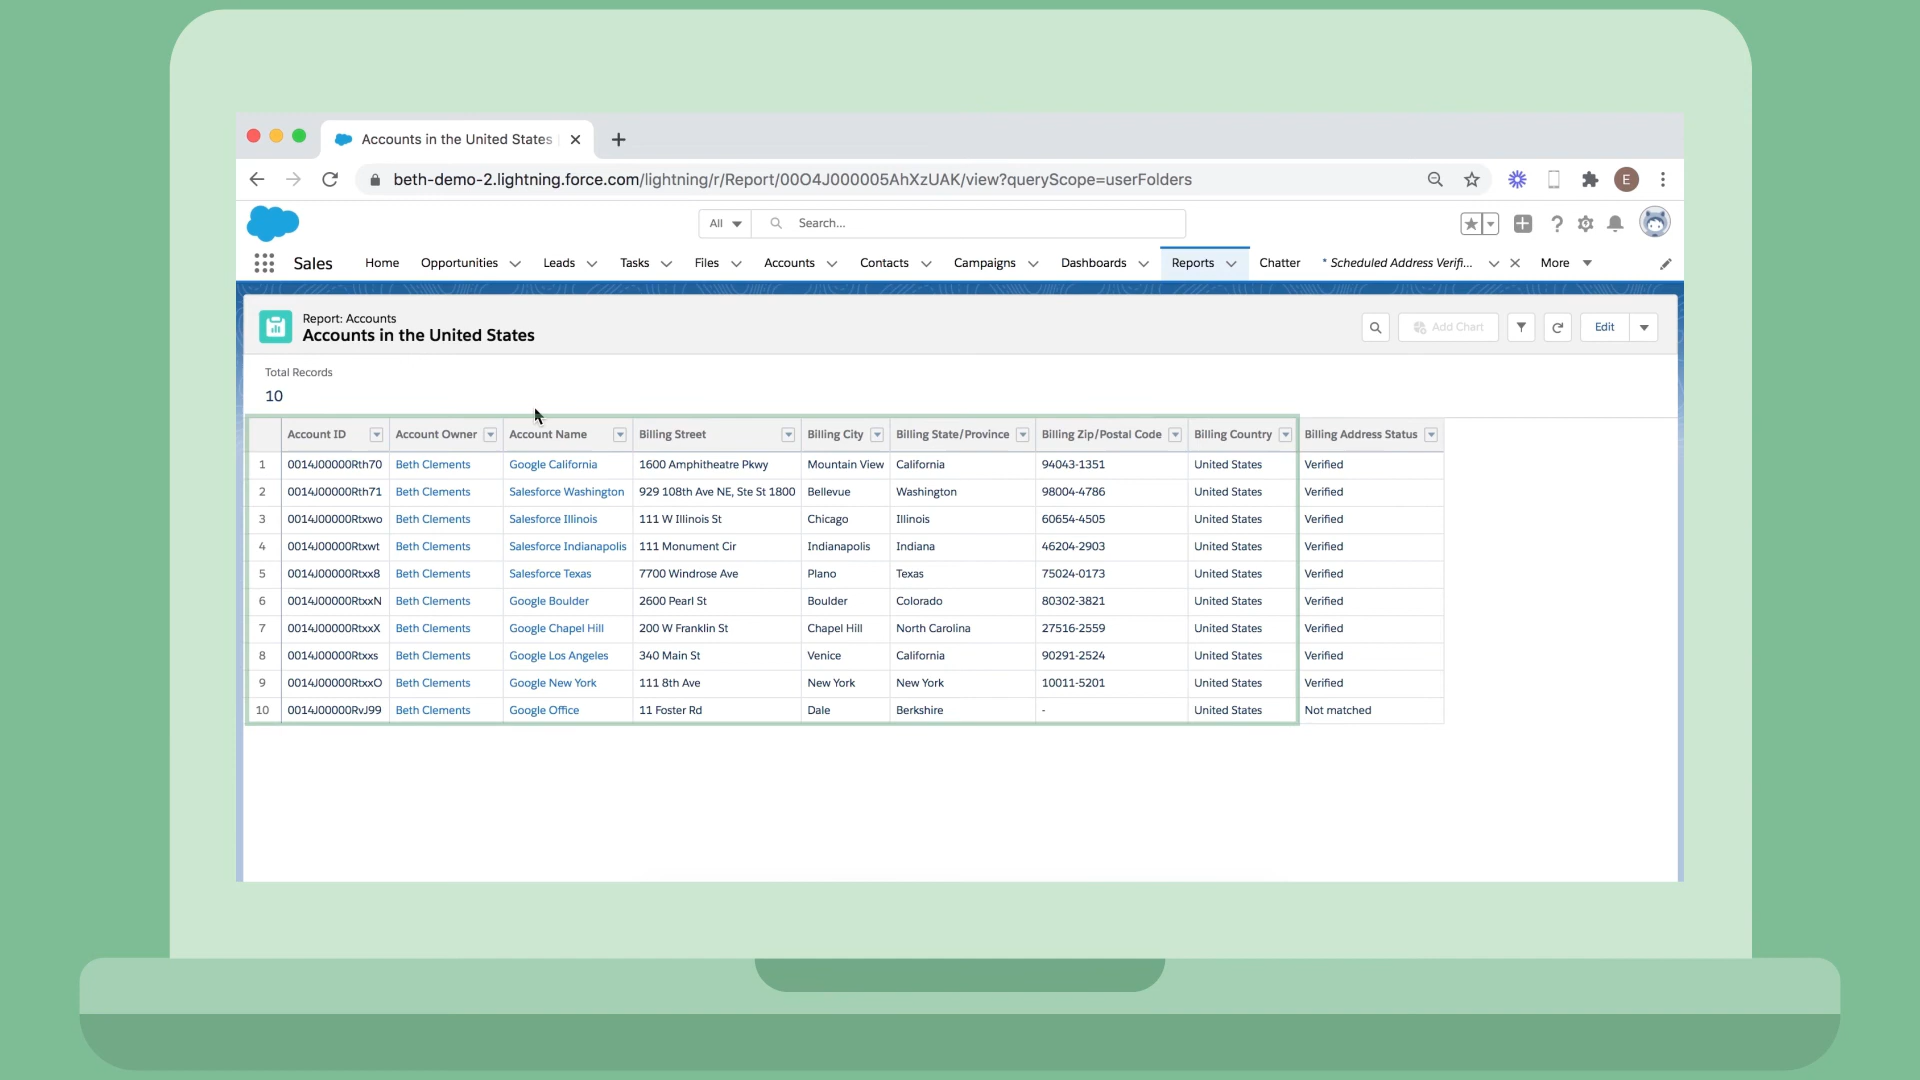 Accounts in the United States
beth-demo-2.lightning.force.com/lightning/r/Report/00O4J000005AhXzUAK/view?queryScope=userFolders
E
All Search...
Sales Home Opportunities Leads Tasks Files Accounts Contacts Campaigns Dashboards Reports Chatter * Scheduled Address Verifi... More
Report: Accounts
Accounts in the United States
Add Chart Edit
Total Records
10
Account ID Account Owner Account Name Billing Street Billing City Billing State/Province Billing Zip/Postal Code Billing Country Billing Address Status
1 0014J00000Rth70 Beth Clements Google California 1600 Amphitheatre Pkwy Mountain View California 94043-1351 United States Verified
2 0014J00000Rth71 Beth Clements Salesforce Washington 929 108th Ave NE, Ste St 1800 Bellevue Washington 98004-4786 United States Verified
3 0014J00000Rtxwo Beth Clements Salesforce Illinois 111 W Illinois St Chicago Illinois 60654-4505 United States Verified
4 0014J00000Rtxwt Beth Clements Salesforce Indianapolis 111 Monument Cir Indianapolis Indiana 46204-2903 United States Verified
5 0014J00000Rtxx8 Beth Clements Salesforce Texas 7700 Windrose Ave Plano Texas 75024-0173 United States Verified
6 0014J00000RtxxN Beth Clements Google Boulder 2600 Pearl St Boulder Colorado 80302-3821 United States Verified
7 0014J00000RtxxX Beth Clements Google Chapel Hill 200 W Franklin St Chapel Hill North Carolina 27516-2559 United States Verified
8 0014J00000Rtxxs Beth Clements Google Los Angeles 340 Main St Venice California 90291-2524 United States Verified
9 0014J00000RtxxO Beth Clements Google New York 111 8th Ave New York New York 10011-5201 United States Verified
10 0014J00000RvJ99 Beth Clements Google Office 11 Foster Rd Dale Berkshire - United States Not matched